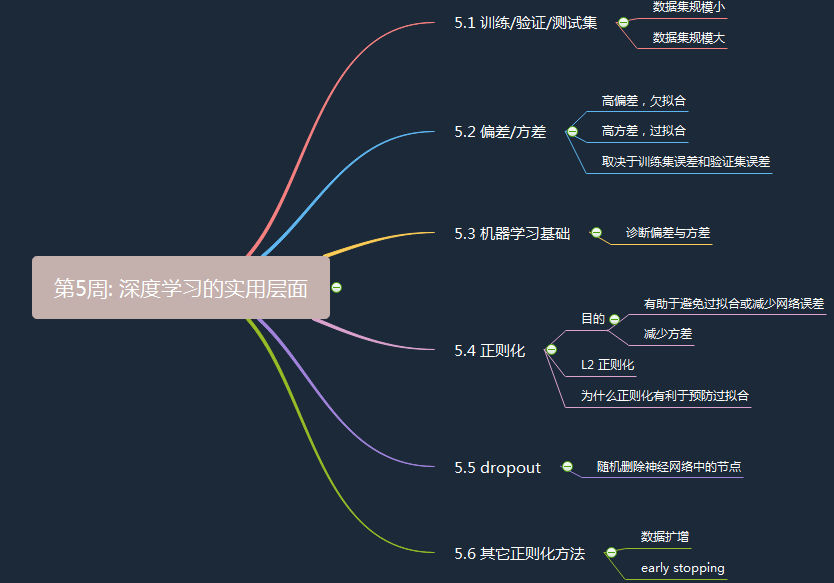 第5周: 深度学习的实用层面
5.1 训练/验证/测试集
数据集规模小
数据集规模大
5.2 偏差/方差
高偏差，欠拟合
高方差，过拟合
取决于训练集误差和验证集误差
5.3 机器学习基础
诊断偏差与方差
5.4 正则化
目的
有助于避免过拟合或减少网络误差
减少方差
L2 正则化
为什么正则化有利于预防过拟合
5.5 dropout
随机删除神经网络中的节点
5.6 其它正则化方法
数据扩增
early stopping